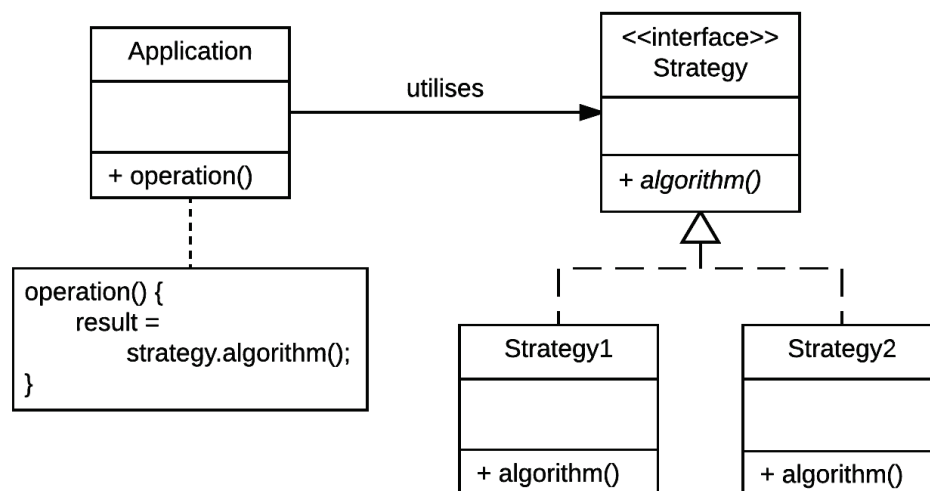 Application
+ operation()
utilises
<<interface>>
Strategy
+ algorithm()
operation() {
result =
strategy.algorithm();
}
Strategy1
+ algorithm()
Strategy2
+ algorithm()